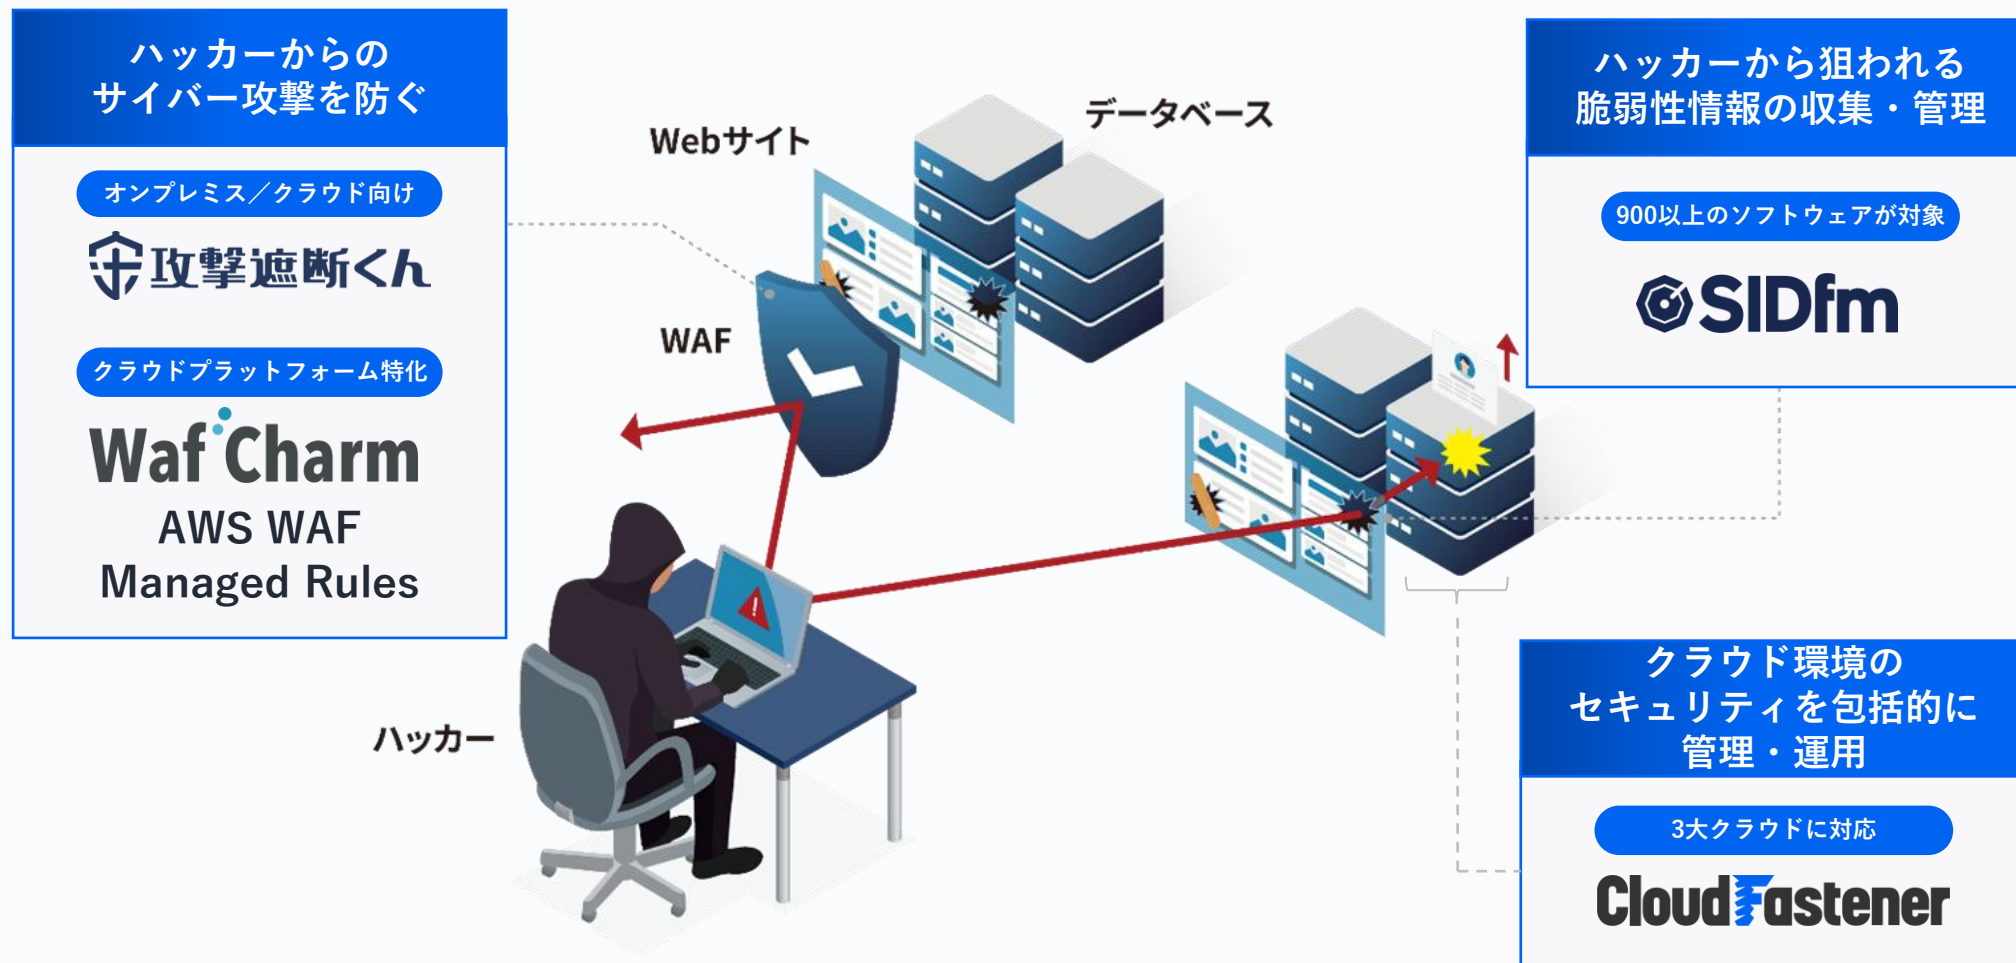 ハッカーからの
サイバー攻撃を防ぐ
オンプレミス／クラウド向け
攻撃遮断くん
クラウドプラットフォーム特化
WafCharm
AWS WAF
Managed Rules
Webサイト
データベース
WAF
ハッカー
ハッカーから狙われる
脆弱性情報の収集・管理
900以上のソフトウェアが対象
SIDfm
クラウド環境の
セキュリティを包括的に
管理・運用
3大クラウドに対応
CloudFastener